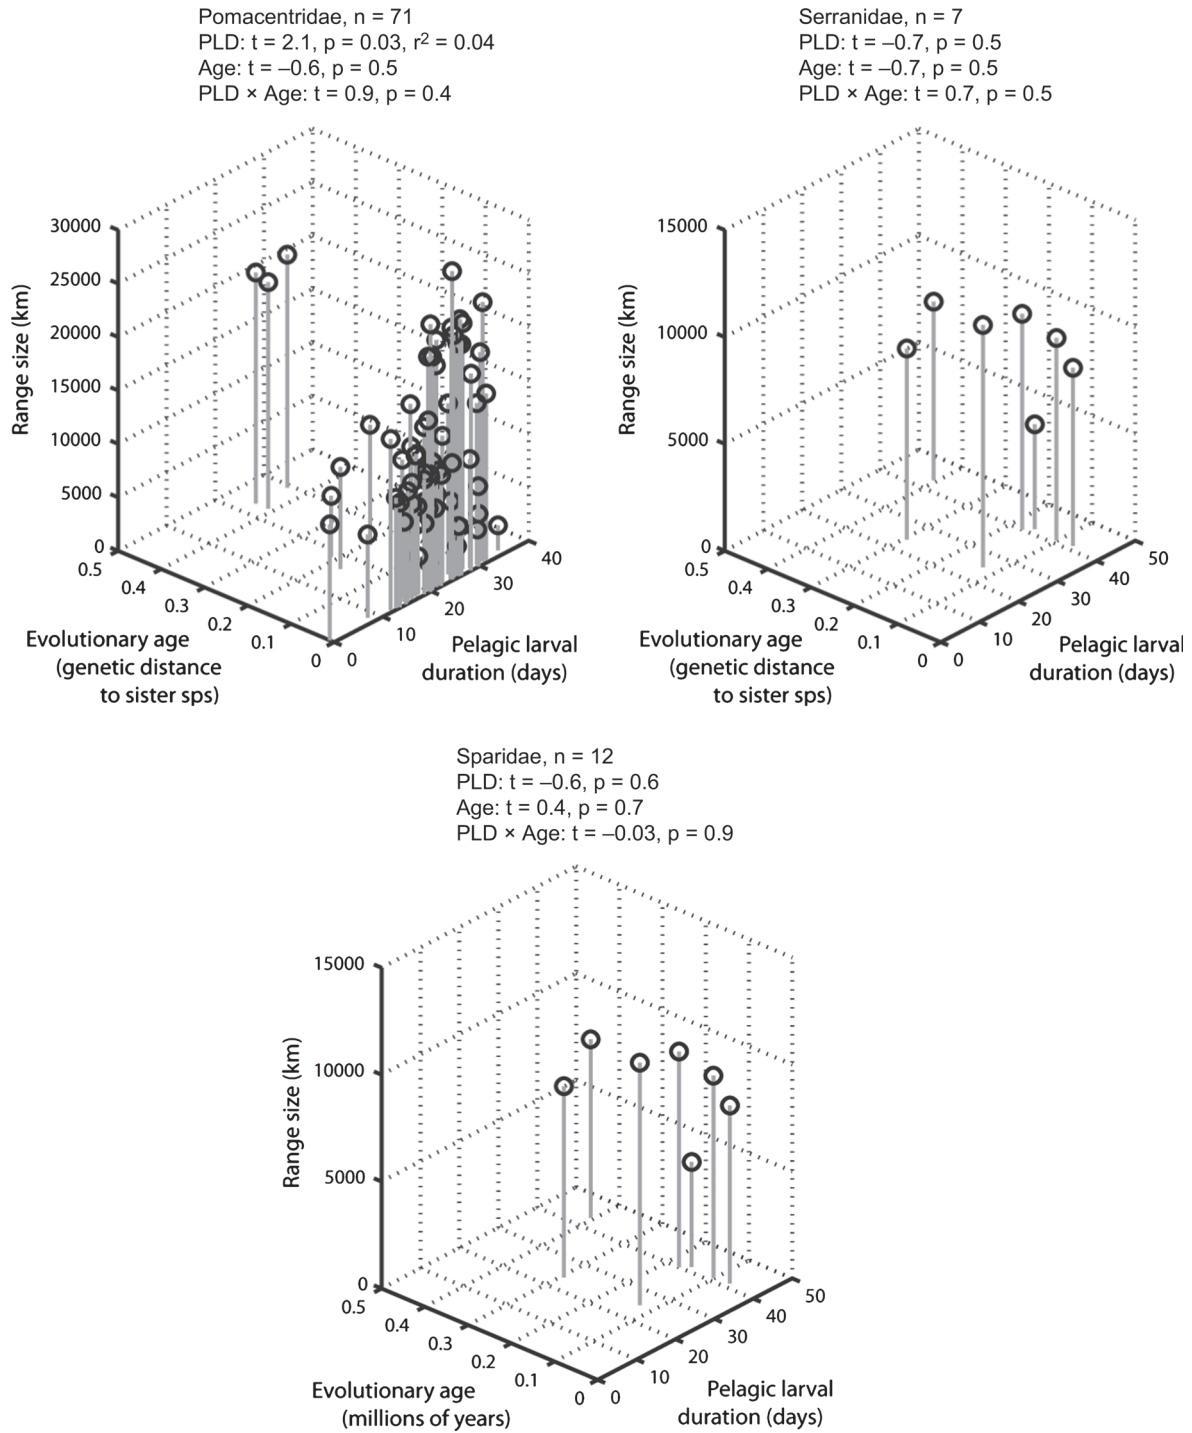 Pomacentridae, n = 71
PLD: t = 2.1, p = 0.03, r² = 0.04
Age: t = –0.6, p = 0.5
PLD × Age: t = 0.9, p = 0.4
30000
25000
20000
15000
10000
5000
0
Range size (km)
0.5
0.4
0.3
0.2
0.1
0
Evolutionary age
(genetic distance
to sister sps)
0
10
20
30
40
Pelagic larval
duration (days)
Serranidae, n = 7
PLD: t = –0.7, p = 0.5
Age: t = –0.7, p = 0.5
PLD × Age: t = 0.7, p = 0.5
15000
10000
5000
0
Range size (km)
0.5
0.4
0.3
0.2
0.1
0
Evolutionary age
(genetic distance
to sister sps)
0
10
20
30
40
50
Pelagic larval
duration (days)
Sparidae, n = 12
PLD: t = –0.6, p = 0.6
Age: t = 0.4, p = 0.7
PLD × Age: t = –0.03, p = 0.9
15000
10000
5000
0
Range size (km)
0.5
0.4
0.3
0.2
0.1
0
Evolutionary age
(millions of years)
0
10
20
30
40
50
Pelagic larval
duration (days)